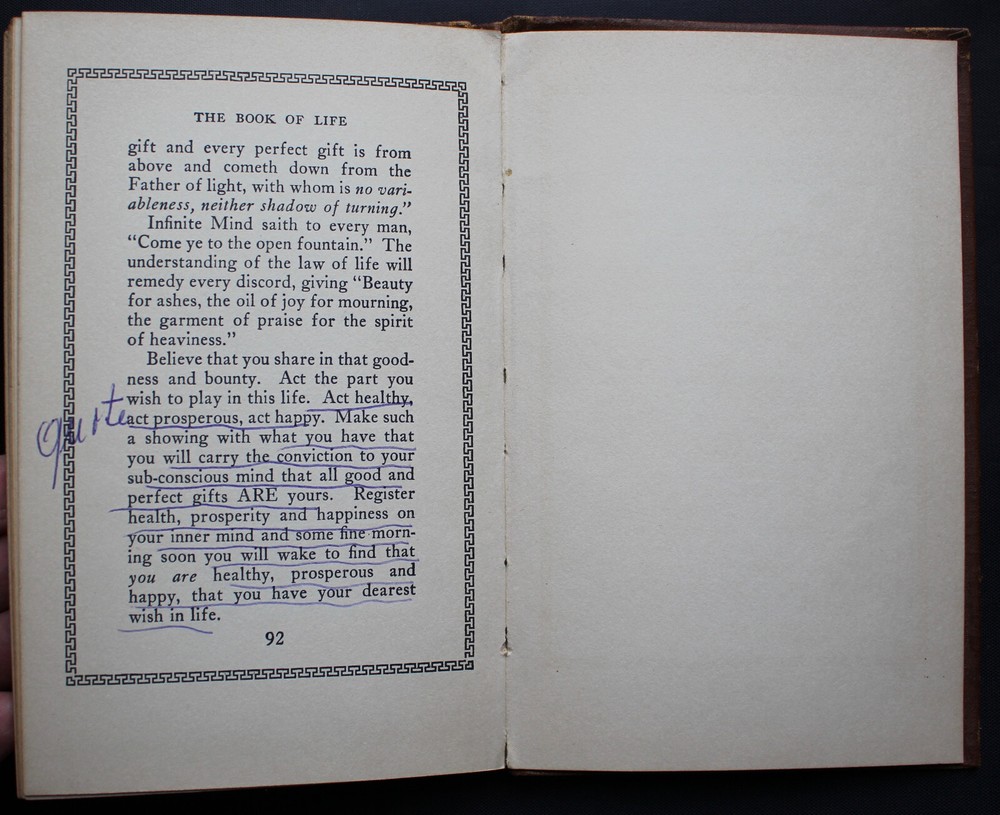 THE BOOK OF LIFE
gift and every perfect gift is from
above and cometh down from the
Father of light, with whom is no vari-
ableness, neither shadow of turning.”
Infinite Mind saith to every man,
“Come ye to the open fountain.” The
understanding of the law of life will
remedy every discord, giving “Beauty
for ashes, the oil of joy for mourning,
the garment of praise for the spirit
of heaviness.”
Believe that you share in that good-
ness and bounty. Act the part you
wish to play in this life. Act healthy,
act prosperous, act happy. Make such
a showing with what you have that
you will carry the conviction to your
sub-conscious mind that all good and
perfect gifts ARE yours. Register
health, prosperity and happiness on
your inner mind and some fine morn-
ing soon you will wake to find that
you are healthy, prosperous and
happy, that you have your dearest
wish in life.
92
quote